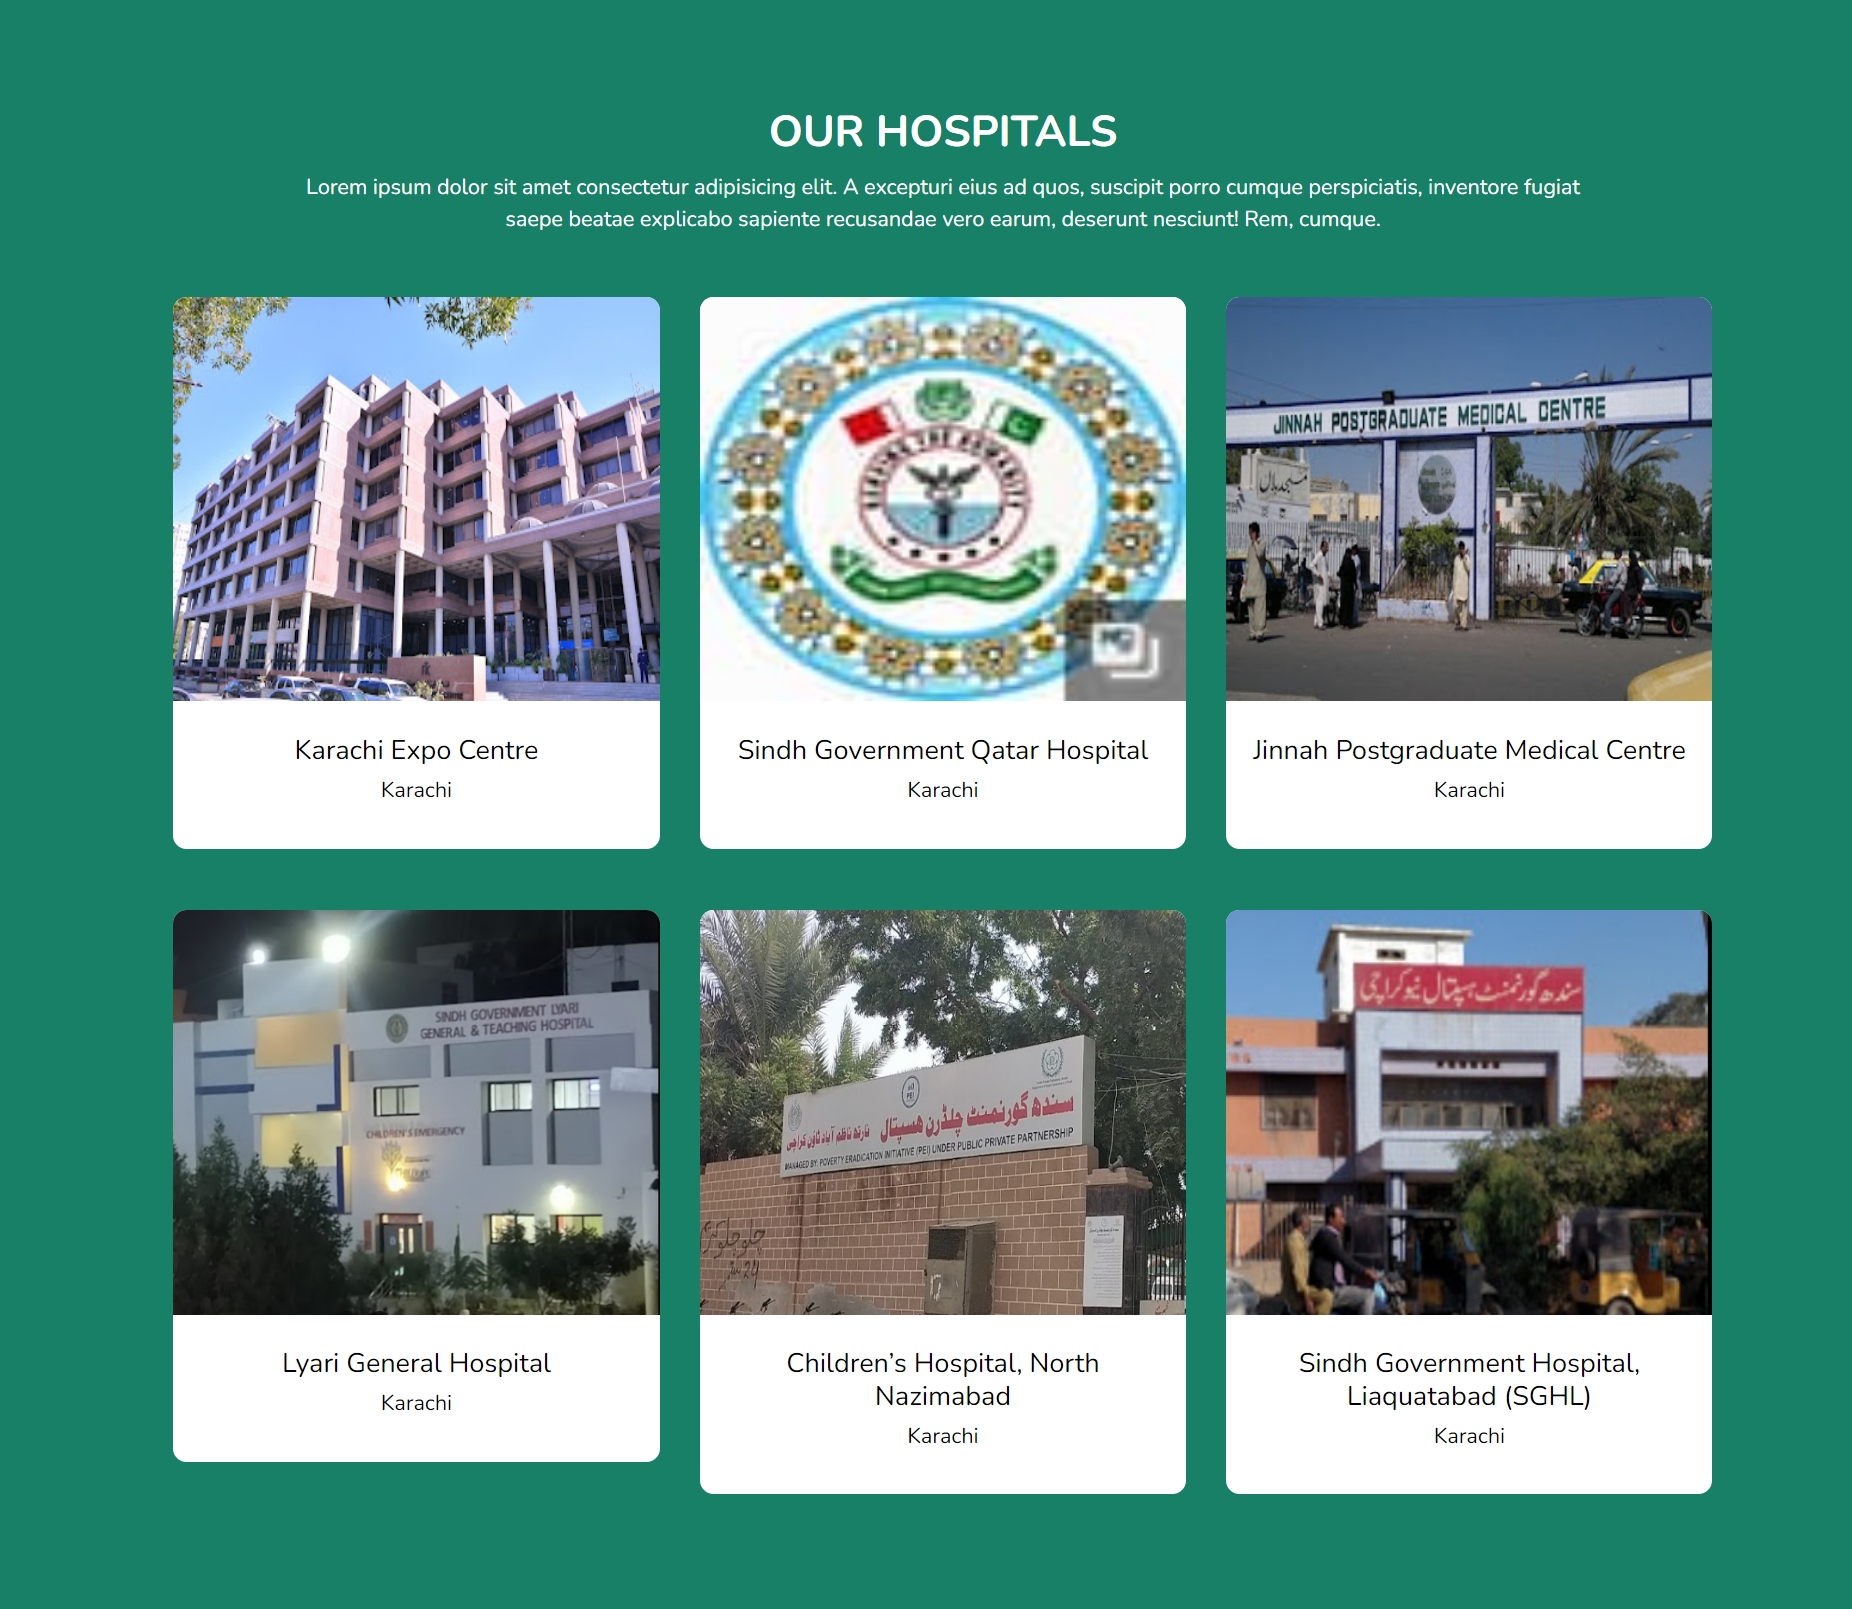 OUR HOSPITALS
Lorem ipsum dolor sit amet consectetur adipisicing elit. A excepturi eius ad quos, suscipit porro cumque perspiciatis, inventore fugiat
saepe beatae explicabo sapiente recusandae vero earum, deserunt nesciunt! Rem, cumque.
JINNAH POSTGRADUATE MEDICAL CENTRE
Karachi Expo Centre
Karachi
Sindh Government Qatar Hospital
Karachi
Jinnah Postgraduate Medical Centre
Karachi
SINDH GOVERNMENT LYARI
GENERAL & TEACHING HOSPITAL
CHILDREN'S EMERGENCY
PEI
سندھ گورنمنٹ چلڈرن ہسپتال نارتھ ناظم آباد ٹاؤن کراچی
MANAGED BY: POVERTY ERADICATION INITIATIVE (PEI) UNDER PUBLIC PRIVATE PARTNERSHIP
سندھ گورنمنٹ ہسپتال نیو کراچی
Lyari General Hospital
Karachi
Children’s Hospital, North
Nazimabad
Karachi
Sindh Government Hospital,
Liaquatabad (SGHL)
Karachi